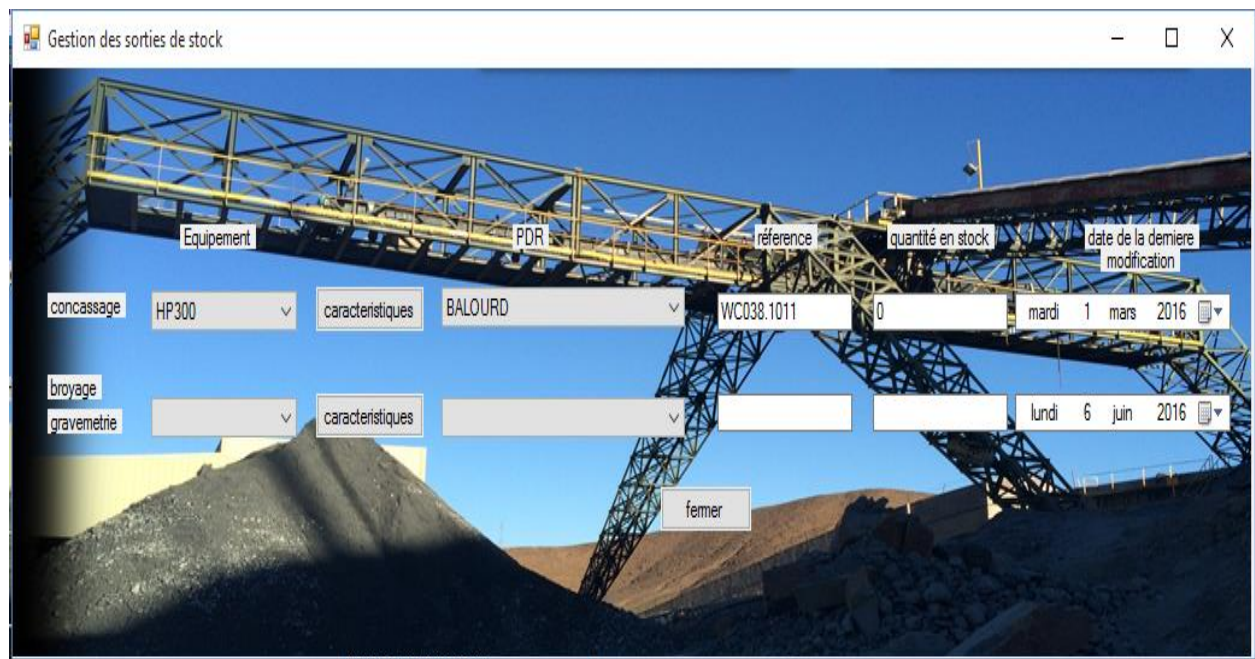 Gestion des sorties de stock
Equipement PDR réference quantité en stock date de la derniere
modification
concassage HP300 caracteristiques BALOURD WC038.1011 0 mardi 1 mars 2016
broyage
gravemetrie caracteristiques lundi 6 juin 2016
fermer